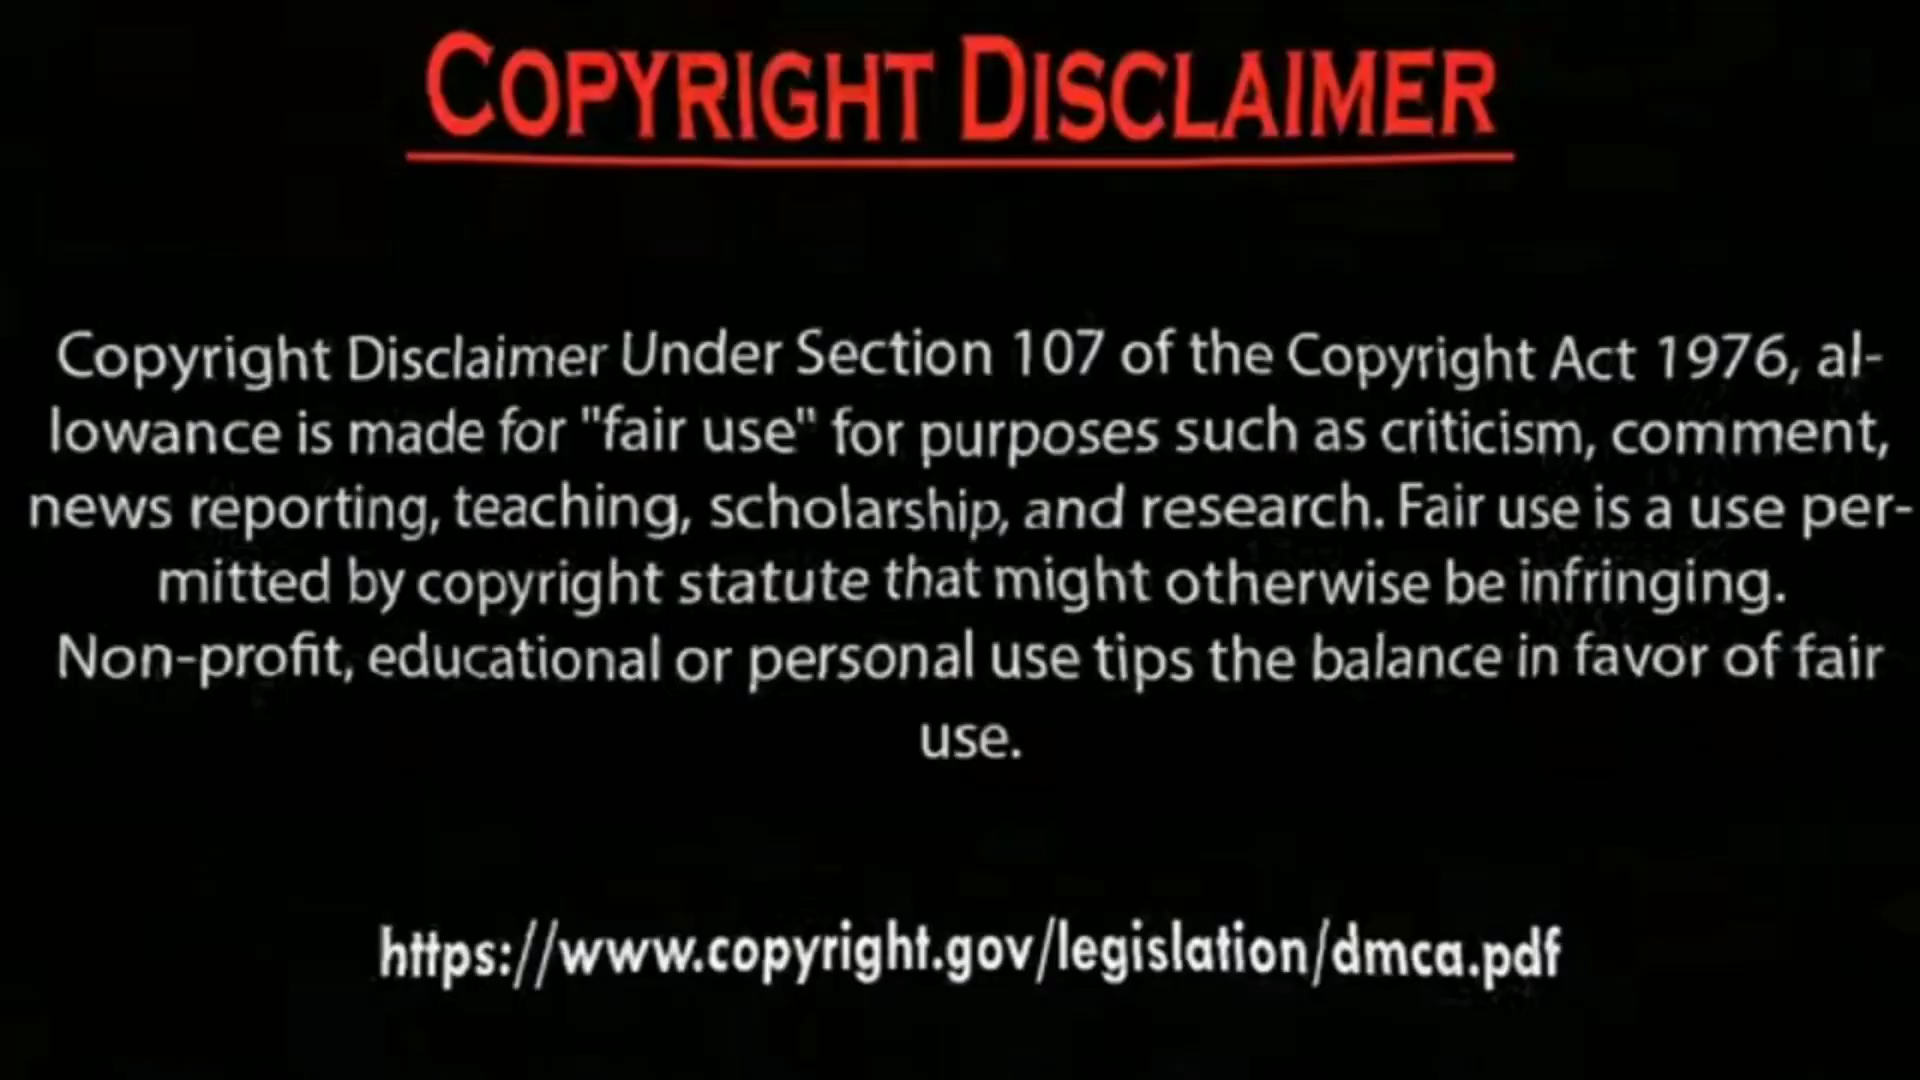 COPYRIGHT DISCLAIMER
Copyright Disclaimer Under Section 107 of the Copyright Act 1976, al-
lowance is made for "fair use" for purposes such as criticism, comment,
news reporting, teaching, scholarship, and research. Fair use is a use per-
mitted by copyright statute that might otherwise be infringing.
Non-profit, educational or personal use tips the balance in favor of fair
use.
https://www.copyright.gov/legislation/dmca.pdf